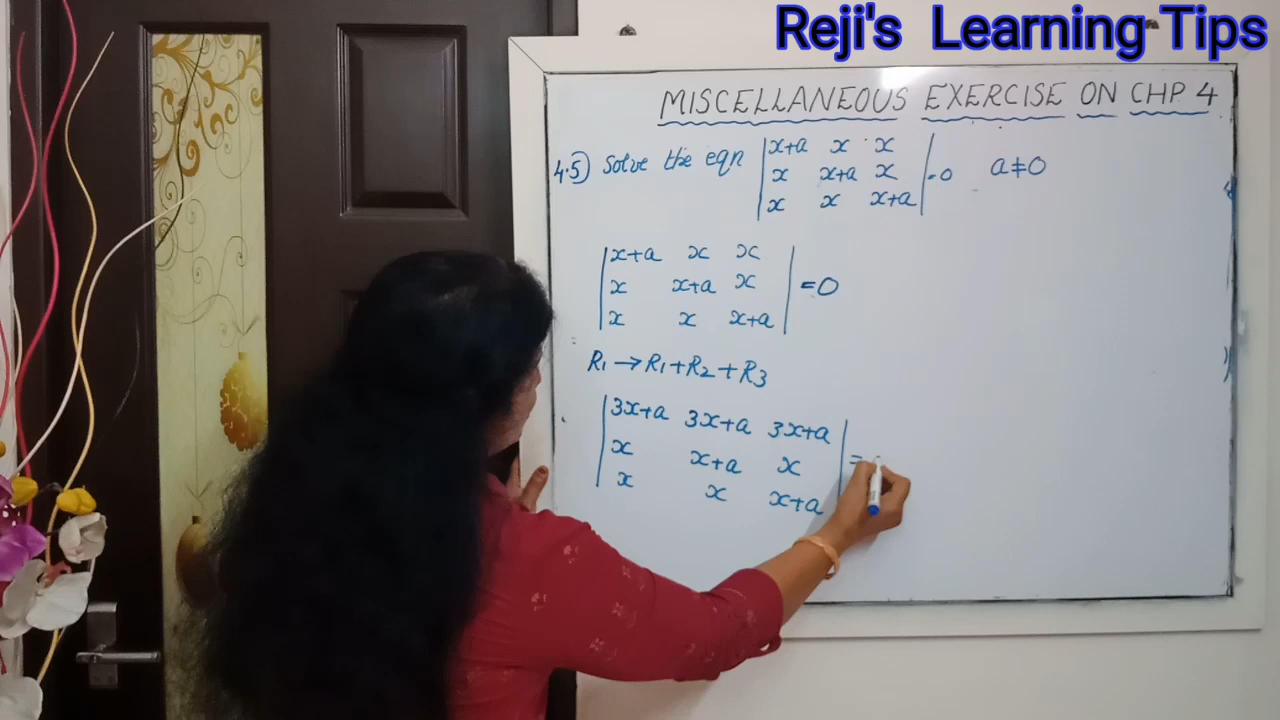 Reji's Learning Tips
MISCELLANEOUS EXERCISE ON CHP 4
4.5) Solve the eqn |x+a x x| = 0 a≠0
|x x+a x|
|x x x+a|
|x+a x x|
|x x+a x| =0
|x x x+a|
R1 → R1+R2+R3
|3x+a 3x+a 3x+a|
|x x+a x| =
|x x x+a|